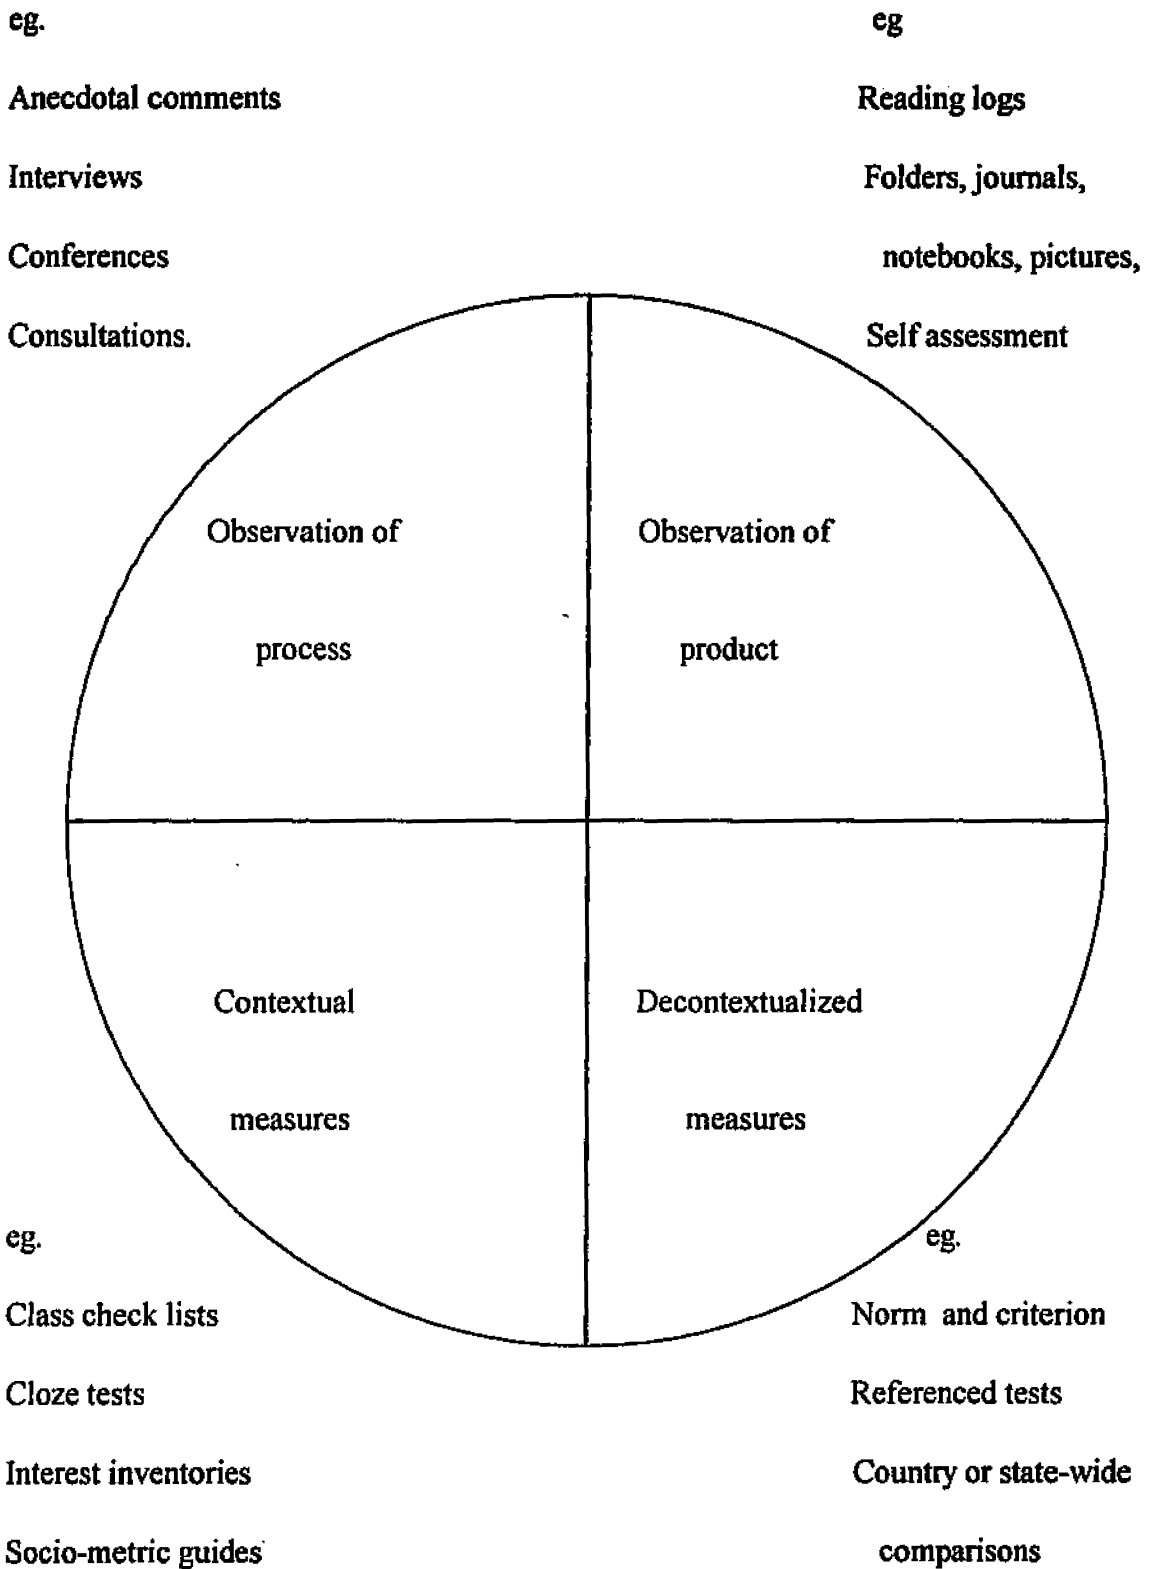 eg.
Anecdotal comments
Interviews
Conferences
Consultations.
eg
Reading logs
Folders, journals,
notebooks, pictures,
Self assessment
Observation of
process
Observation of
product
Contextual
measures
Decontextualized
measures
eg.
Class check lists
Cloze tests
Interest inventories
Socio-metric guides
eg.
Norm and criterion
Referenced tests
Country or state-wide
comparisons